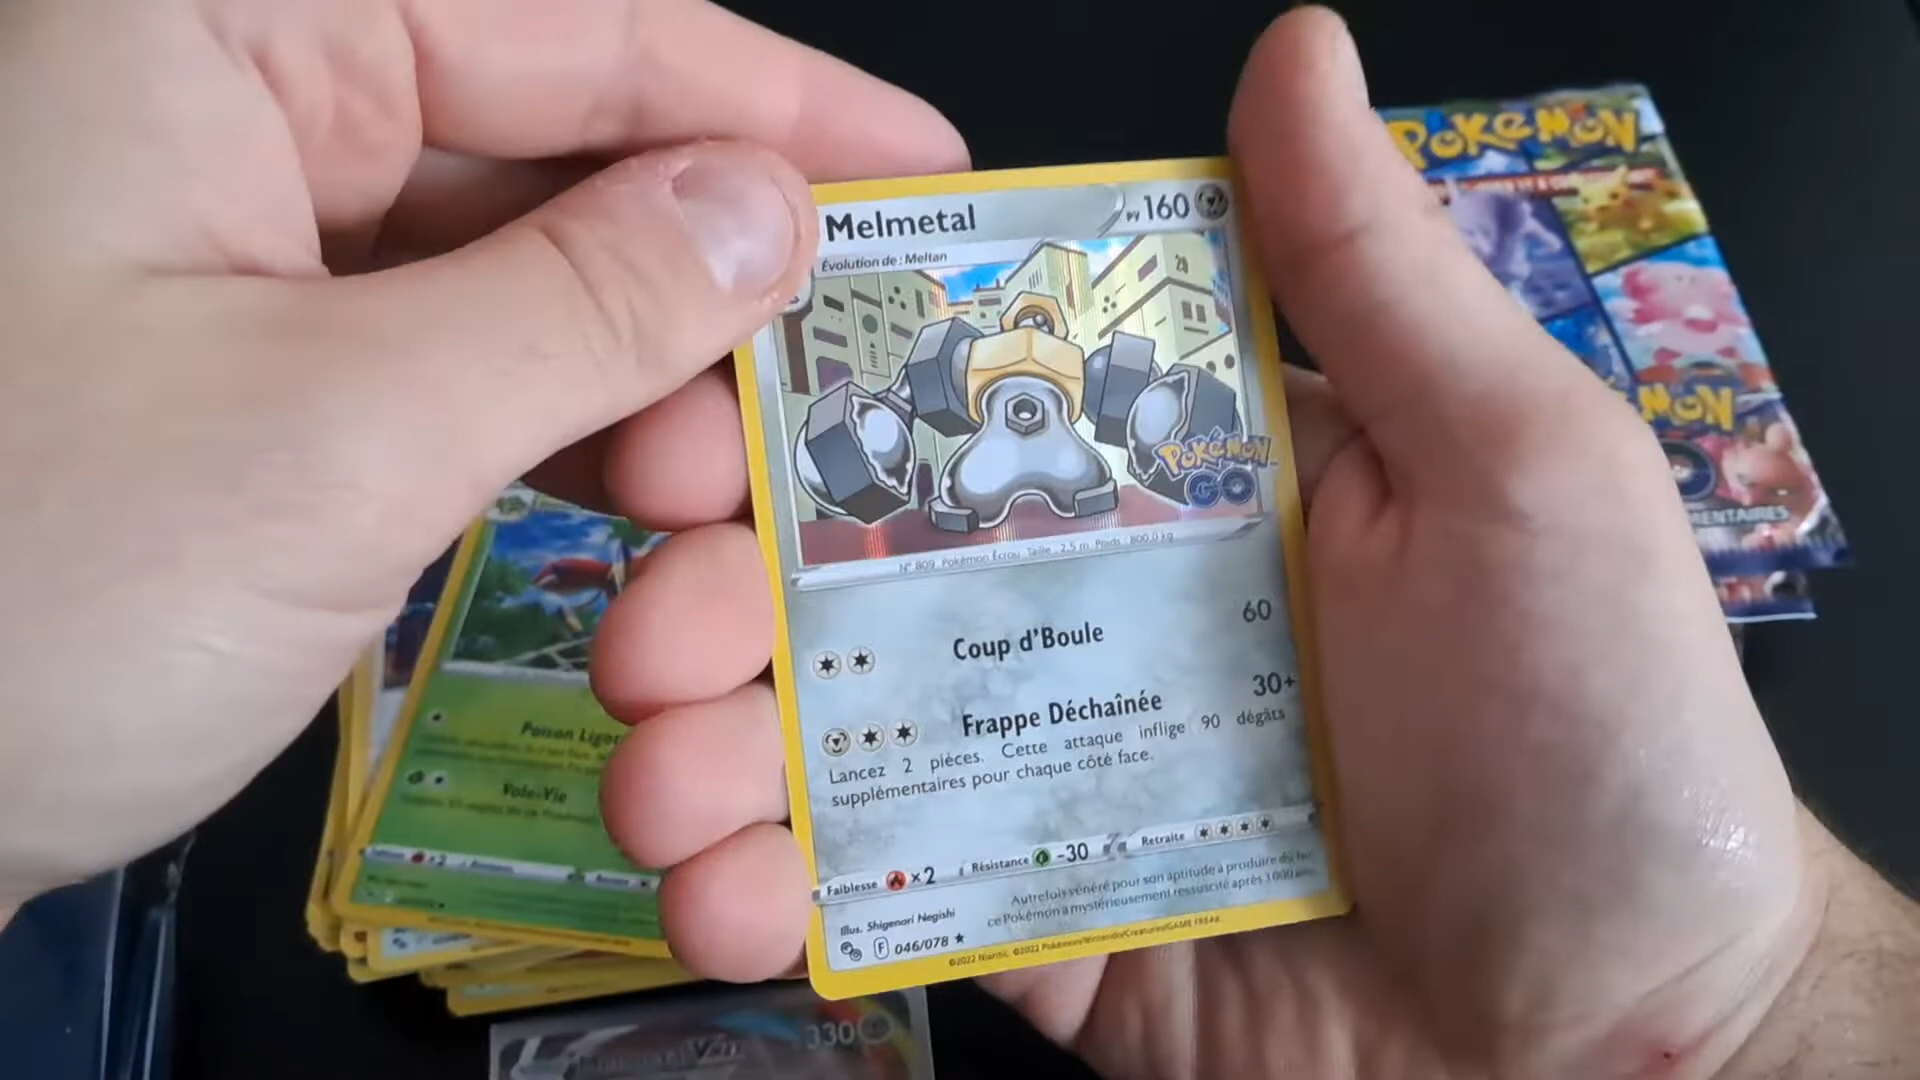 Melmetal
PV 160
Évolution de : Meltan
20
POKÉMON
GO
N° 809 Pokémon Écrou Taille : 2,5 m Poids : 800,0 kg
Coup d'Boule 60
Frappe Déchaînée 30+
Lancez 2 pièces. Cette attaque inflige 90 dégâts
supplémentaires pour chaque côté face.
Faiblesse ×2 Résistance -30 Retraite
Autrefois vénéré pour son aptitude à produire du fer,
ce Pokémon a mystérieusement ressuscité après 3 000 ans.
Illus. Shigenori Negishi
F 046/078
©2022 Niantic, ©2022 Pokémon/Nintendo/Creatures/GAME FREAK
POKéMON
MON
MENTAIRES
Poison
Vole-Vie
×2
330